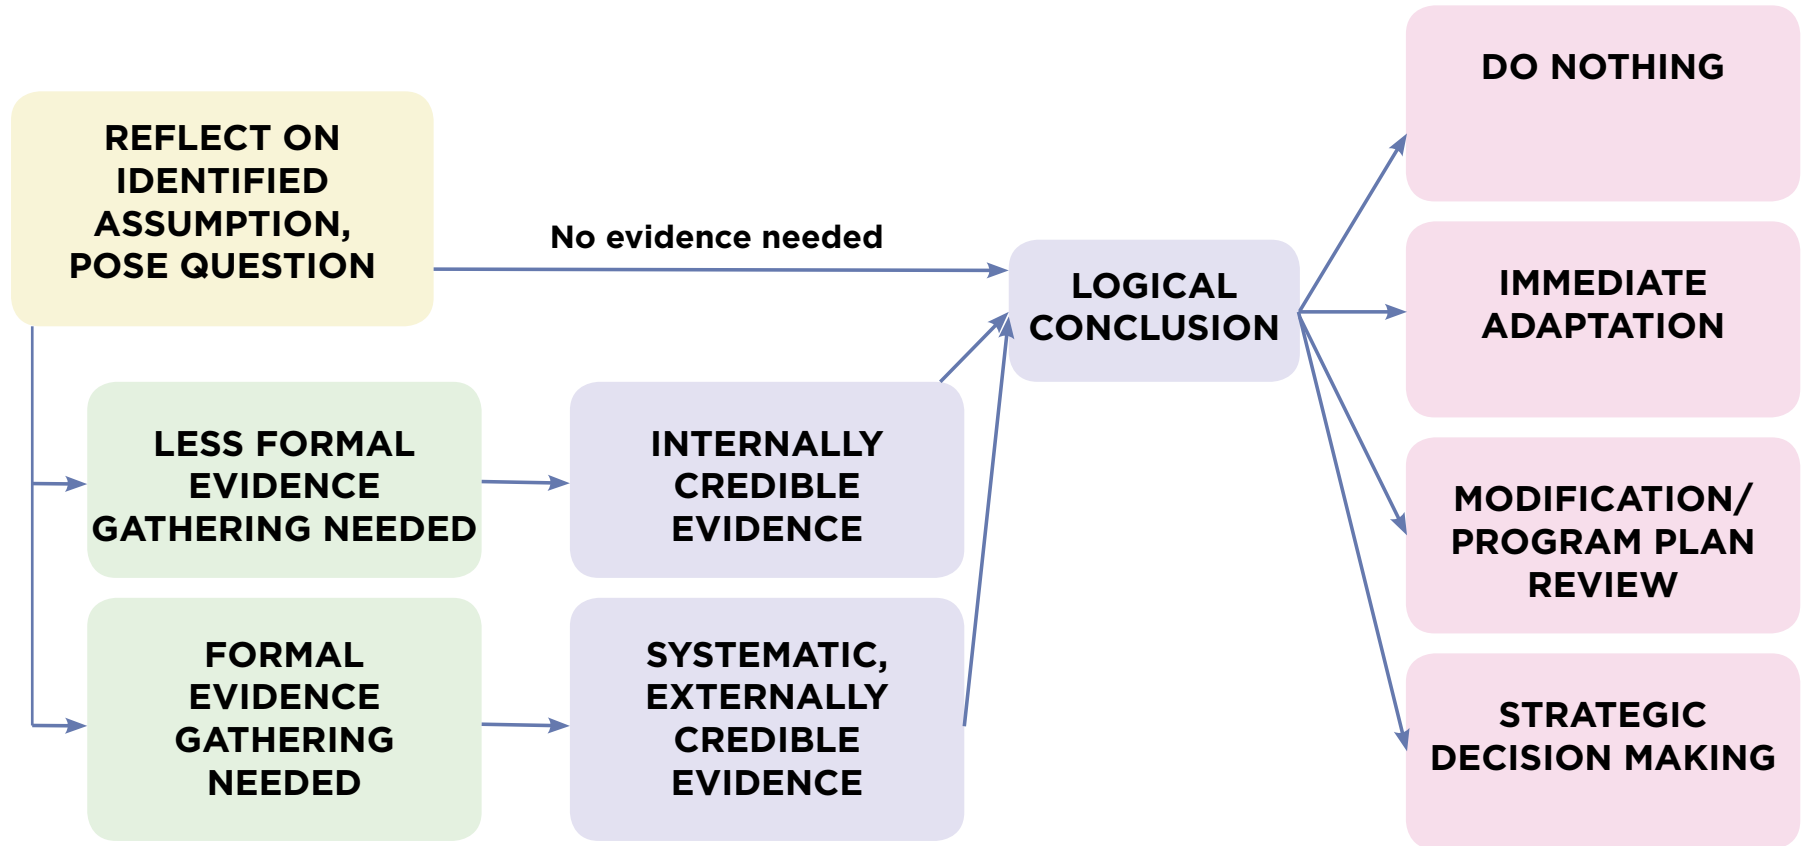 REFLECT ON
IDENTIFIED
ASSUMPTION,
POSE QUESTION
No evidence needed
LESS FORMAL
EVIDENCE
GATHERING NEEDED
INTERNALLY
CREDIBLE
EVIDENCE
FORMAL
EVIDENCE
GATHERING
NEEDED
SYSTEMATIC,
EXTERNALLY
CREDIBLE
EVIDENCE
LOGICAL
CONCLUSION
DO NOTHING
IMMEDIATE
ADAPTATION
MODIFICATION/
PROGRAM PLAN
REVIEW
STRATEGIC
DECISION MAKING